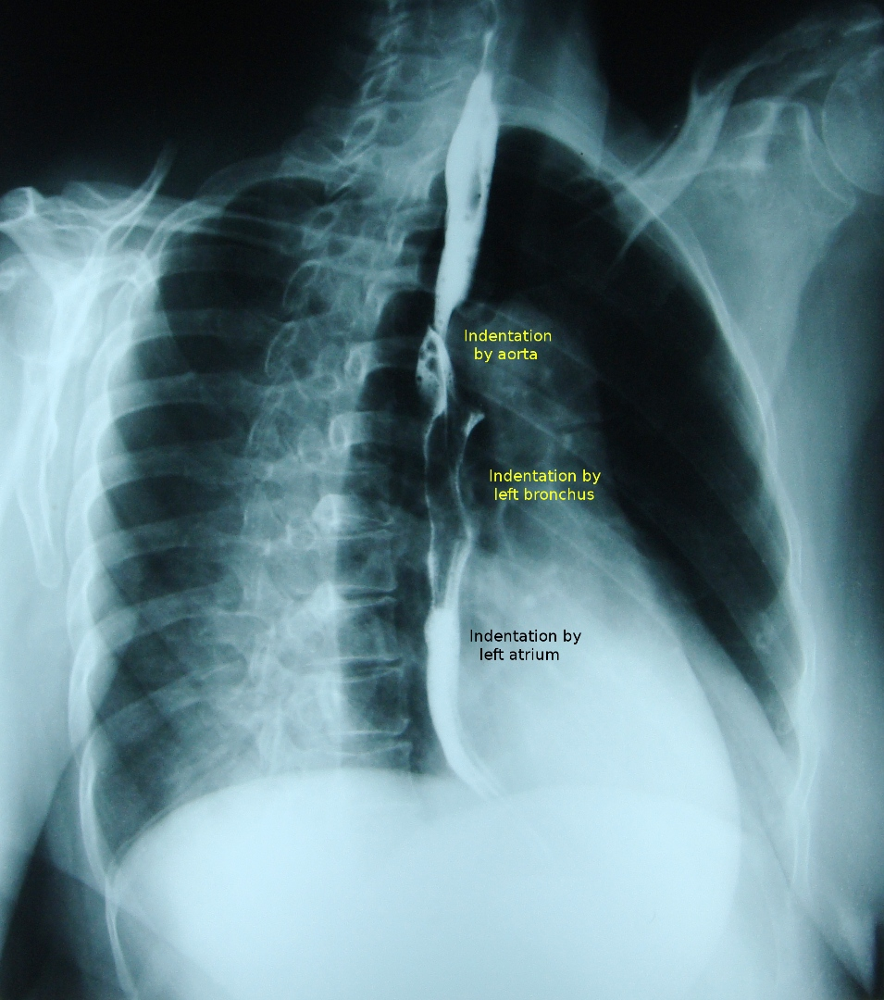 Indentation
by aorta
Indentation by
left bronchus
Indentation by
left atrium